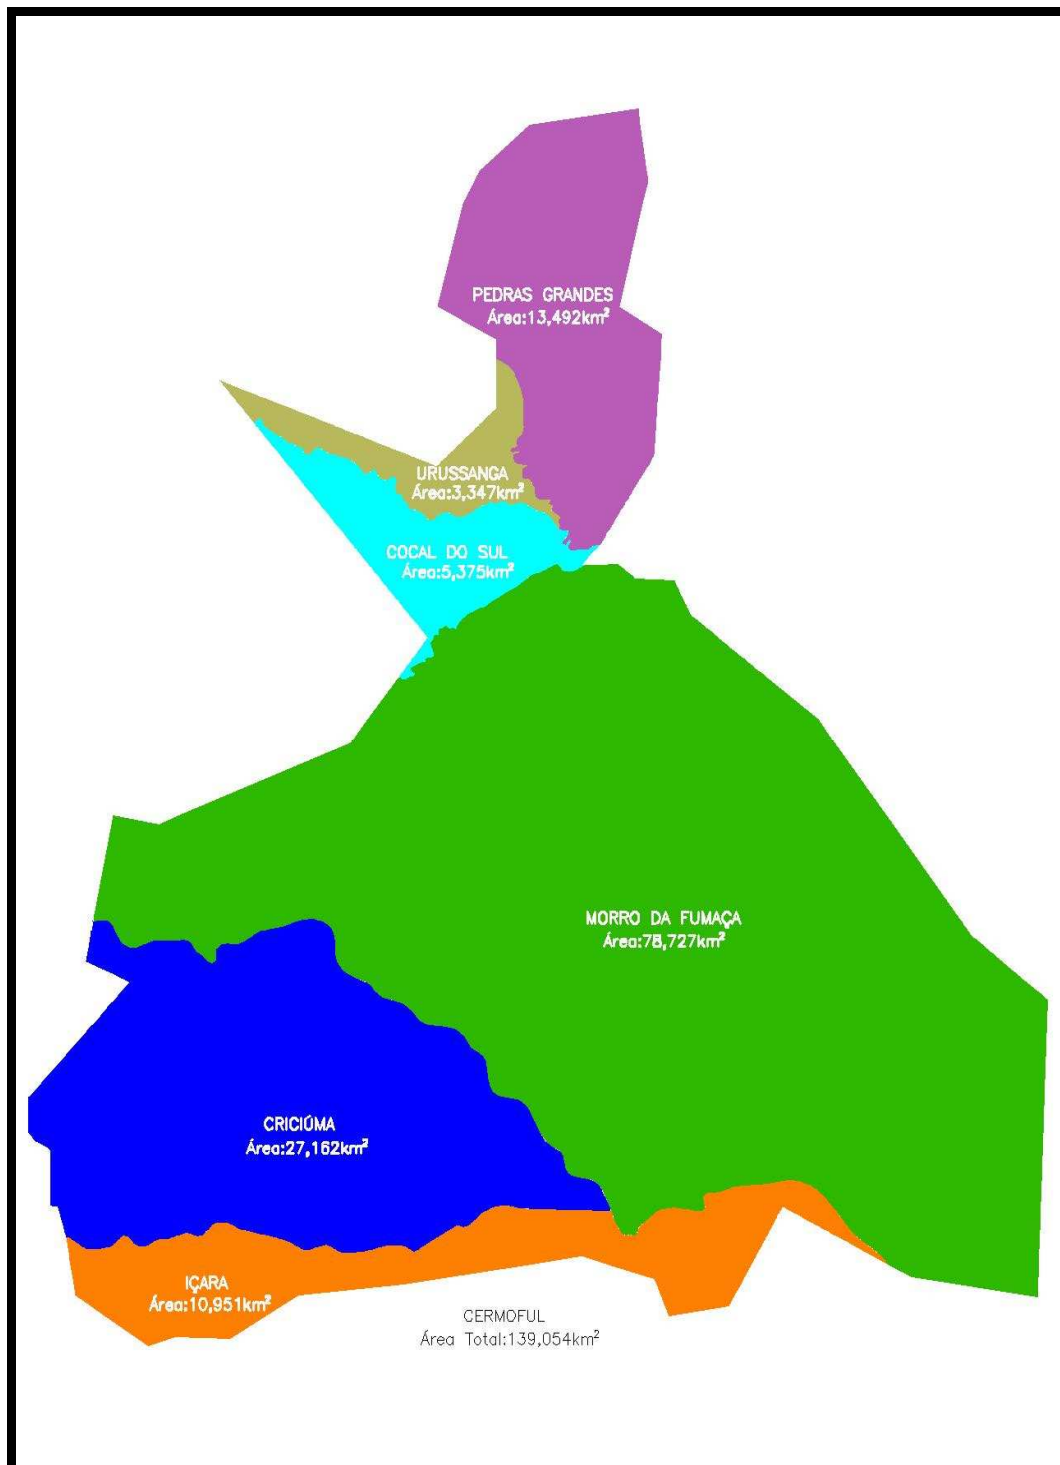 PEDRAS GRANDES
Área:13,492km²
URUSSANGA
Área:3,347km²
COCAL DO SUL
Área:5,375km²
MORRO DA FUMAÇA
Área:78,727km²
CRICIÚMA
Área:27,162km²
IÇARA
Área:10,951km²
CERMOFUL
Área Total:139,054km²